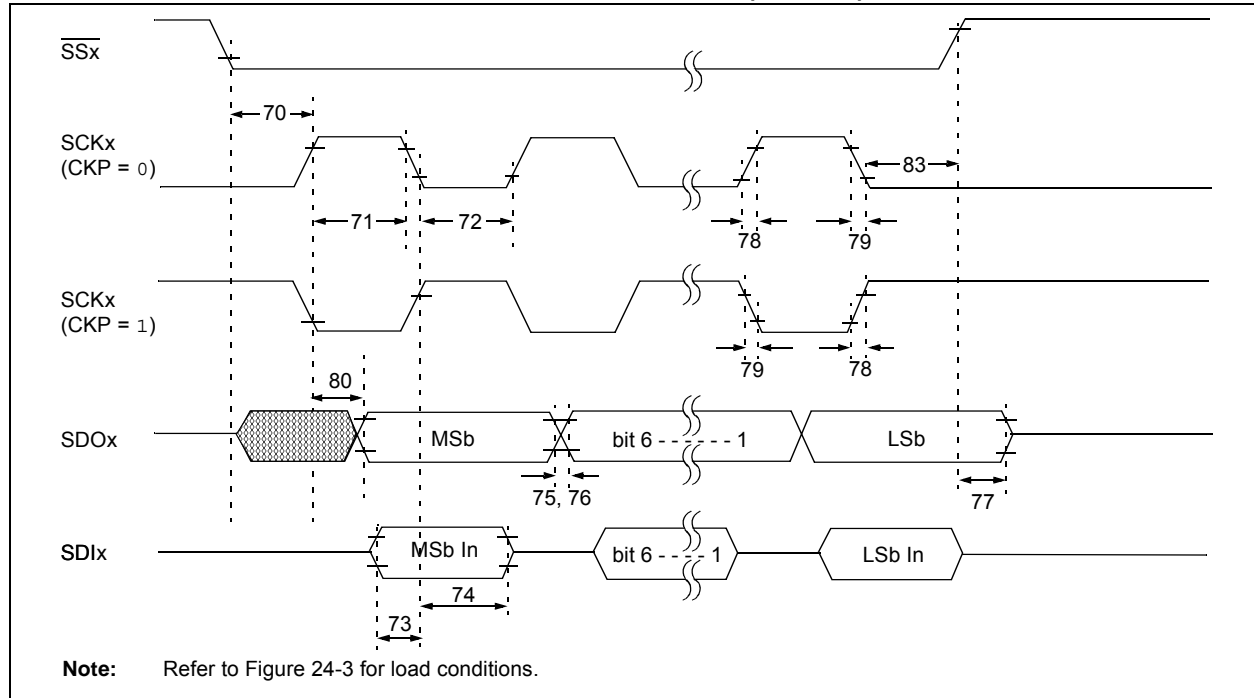 SSx
70
SCKx
(CKP = 0)
83
71
72
78
79
SCKx
(CKP = 1)
79
78
80
SDOx
MSb
bit 6 - - - - - - 1
LSb
75, 76
77
SDIx
MSb In
bit 6 - - - - 1
LSb In
74
73
Note: Refer to Figure 24-3 for load conditions.